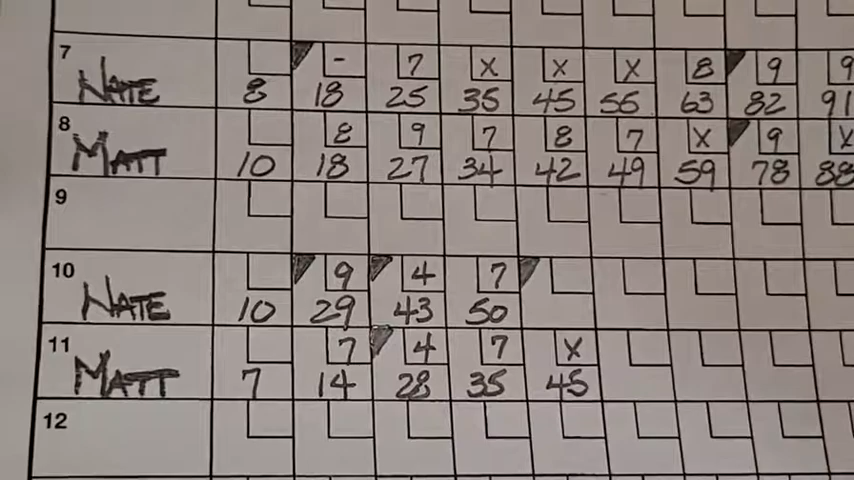 7 NATE 8 - 18 7 25 X 35 X 45 X 56 8 63 9 82 9 91
8 MATT 10 8 18 9 27 7 34 8 42 7 49 X 59 9 78 X 88
9
10 NATE 10 9 29 4 43 7 50
11 MATT 7 7 14 4 28 7 35 X 45
12